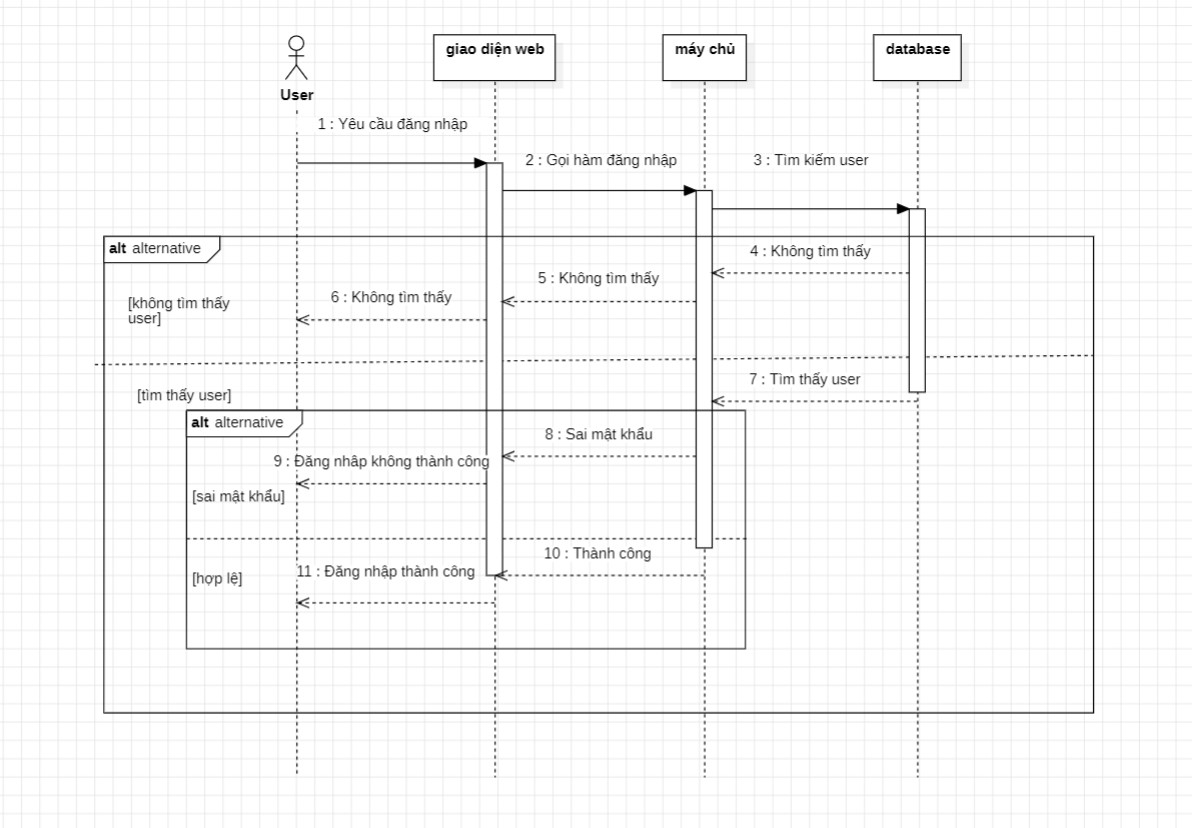 giao diện web
máy chủ
database
User
1 : Yêu cầu đăng nhập
2 : Gọi hàm đăng nhập
3 : Tìm kiếm user
alt alternative
4 : Không tìm thấy
5 : Không tìm thấy
6 : Không tìm thấy
[không tìm thấy
user]
7 : Tìm thấy user
[tìm thấy user]
alt alternative
8 : Sai mật khẩu
9 : Đăng nhâp không thành công
[sai mật khẩu]
10 : Thành công
11 : Đăng nhập thành công
[hợp lệ]